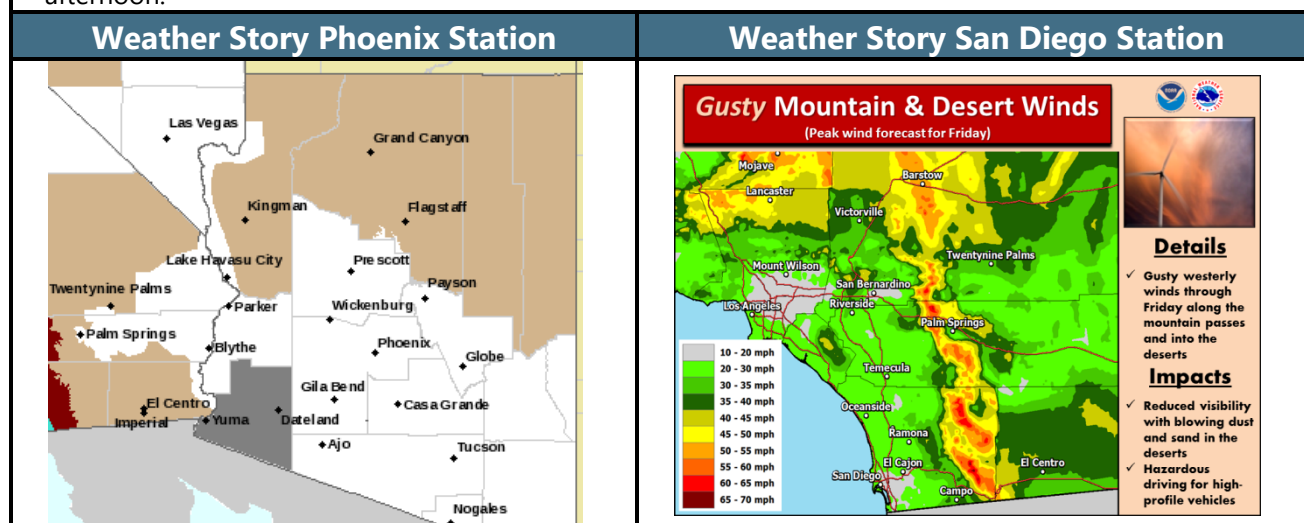 afternoon.
Weather Story Phoenix Station
Weather Story San Diego Station
Las Vegas
Grand Canyon
Kingman
Flagstaff
Lake Havasu City
Prescott
Twentynine Palms
Payson
Parker
Wickenburg
Palm Springs
Blythe
Phoenix
Globe
Gila Bend
El Centro
Casa Grande
Imperial
Yuma
Dateland
Ajo
Tucson
Nogales
Gusty Mountain & Desert Winds
(Peak wind forecast for Friday)
Mojave
Barstow
Lancaster
Victorville
Twentynine Palms
Mount Wilson
San Bernardino
Los Angeles
Riverside
Palm Springs
Temecula
Oceanside
Ramona
El Cajon
El Centro
San Diego
Campo
10 - 20 mph
20 - 30 mph
30 - 35 mph
35 - 40 mph
40 - 45 mph
45 - 50 mph
50 - 55 mph
55 - 60 mph
60 - 65 mph
65 - 70 mph
Details
✓ Gusty westerly
winds through
Friday along the
mountain passes
and into the
deserts
Impacts
✓ Reduced visibility
with blowing dust
and sand in the
deserts
✓ Hazardous
driving for high-
profile vehicles